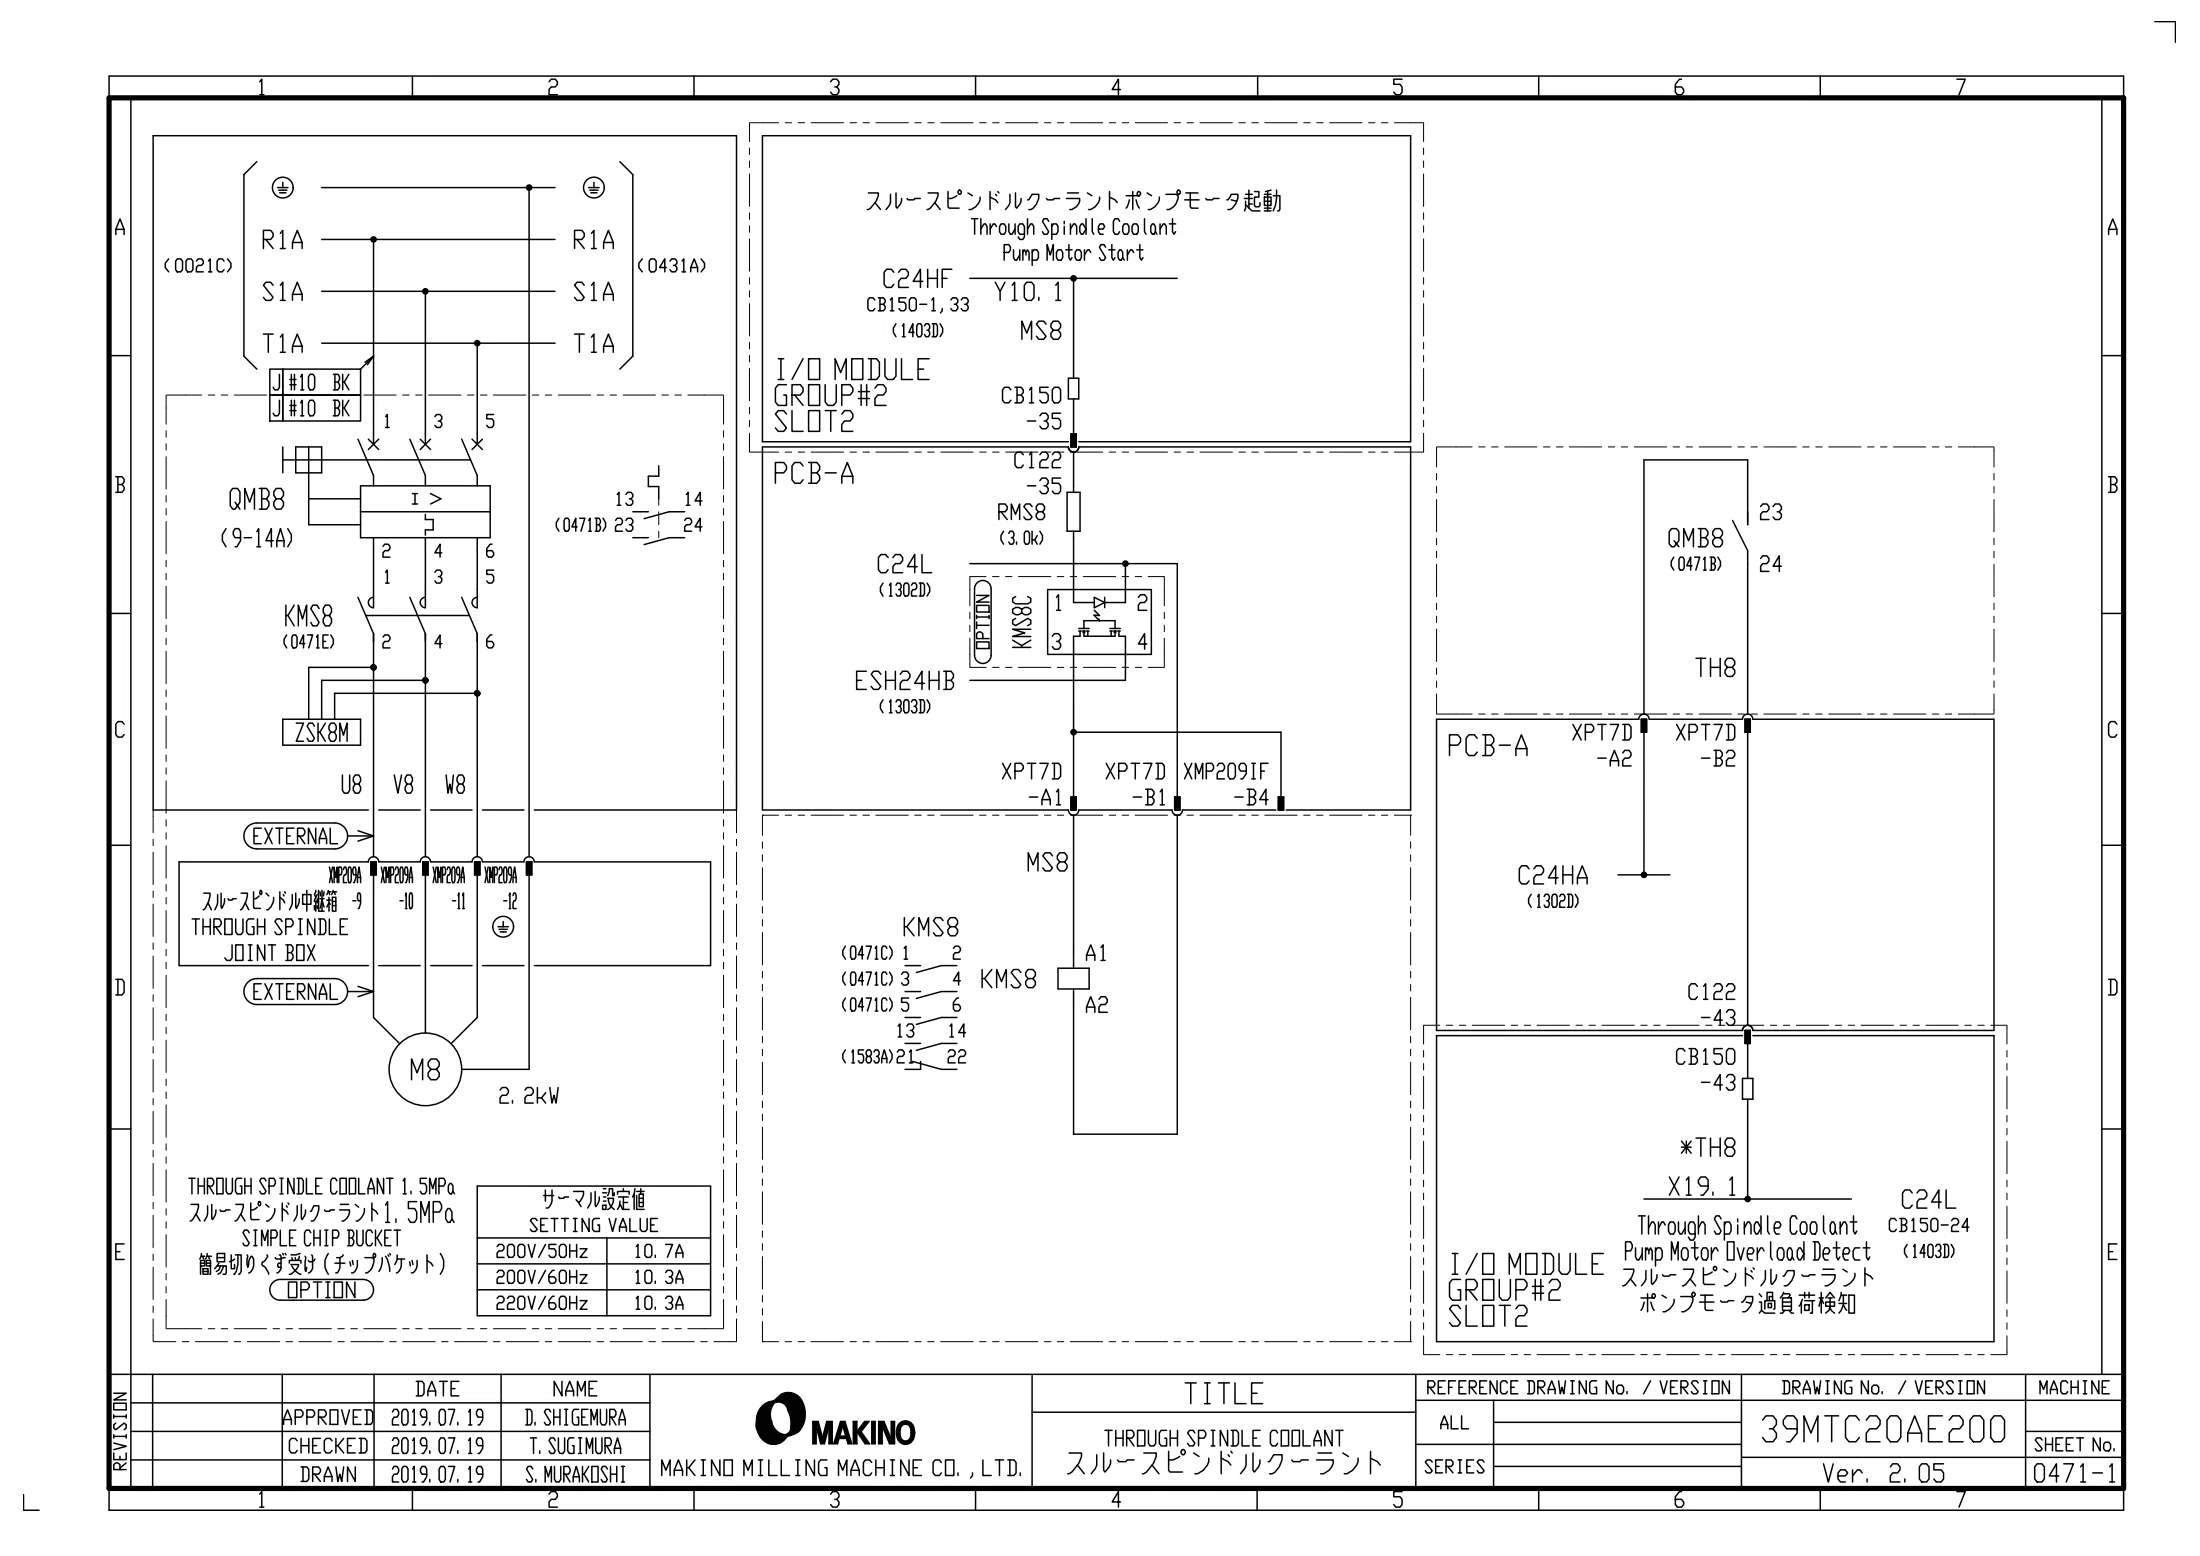 1 2 3 4 5 6 7
A
B
C
D
E
R1A R1A
(0021C) (0431A)
S1A S1A
T1A T1A
J #10 BK
J #10 BK
1 3 5
QMB8
(9-14A)
I >
2 4 6
13 14
(0471B) 23 24
1 3 5
KMS8
(0471E)
2 4 6
ZSK8M
U8 V8 W8
EXTERNAL
XMP209A XMP209A XMP209A XMP209A
-9 -10 -11 -12
スルースピンドル中継箱
THROUGH SPINDLE
JOINT BOX
EXTERNAL
M8
2.2kW
THROUGH SPINDLE COOLANT 1.5MPa
スルースピンドルクーラント1.5MPa
SIMPLE CHIP BUCKET
簡易切りくず受け(チップバケット)
OPTION
サーマル設定値
SETTING VALUE
200V/50Hz 10.7A
200V/60Hz 10.3A
220V/60Hz 10.3A
スルースピンドルクーラントポンプモータ起動
Through Spindle Coolant
Pump Motor Start
C24HF
CB150-1,33
(1403D)
Y10.1
MS8
I/O MODULE
GROUP#2
SLOT2
CB150
-35
PCB-A
C122
-35
RMS8
(3.0k)
C24L
(1302D)
OPTION
KMS8C
1 2
3 4
ESH24HB
(1303D)
XPT7D XPT7D XMP209IF
-A1 -B1 -B4
MS8
KMS8
(0471C) 1 2
(0471C) 3 4
(0471C) 5 6
13 14
(1583A) 21 22
KMS8
A1
A2
QMB8
(0471B)
23
24
TH8
PCB-A
XPT7D XPT7D
-A2 -B2
C24HA
(1302D)
C122
-43
CB150
-43
*TH8
X19.1
C24L
CB150-24
(1403D)
Through Spindle Coolant
Pump Motor Overload Detect
スルースピンドルクーラント
ポンプモータ過負荷検知
I/O MODULE
GROUP#2
SLOT2
A
B
C
D
E
REVISION
DATE NAME
APPROVED 2019.07.19 D. SHIGEMURA
CHECKED 2019.07.19 T. SUGIMURA
DRAWN 2019.07.19 S. MURAKOSHI
MAKINO
MAKINO MILLING MACHINE CO.,LTD.
TITLE
THROUGH SPINDLE COOLANT
スルースピンドルクーラント
REFERENCE DRAWING No. / VERSION
ALL
SERIES
DRAWING No. / VERSION
39MTC20AE200
Ver. 2.05
MACHINE
SHEET No.
0471-1
1 2 3 4 5 6 7